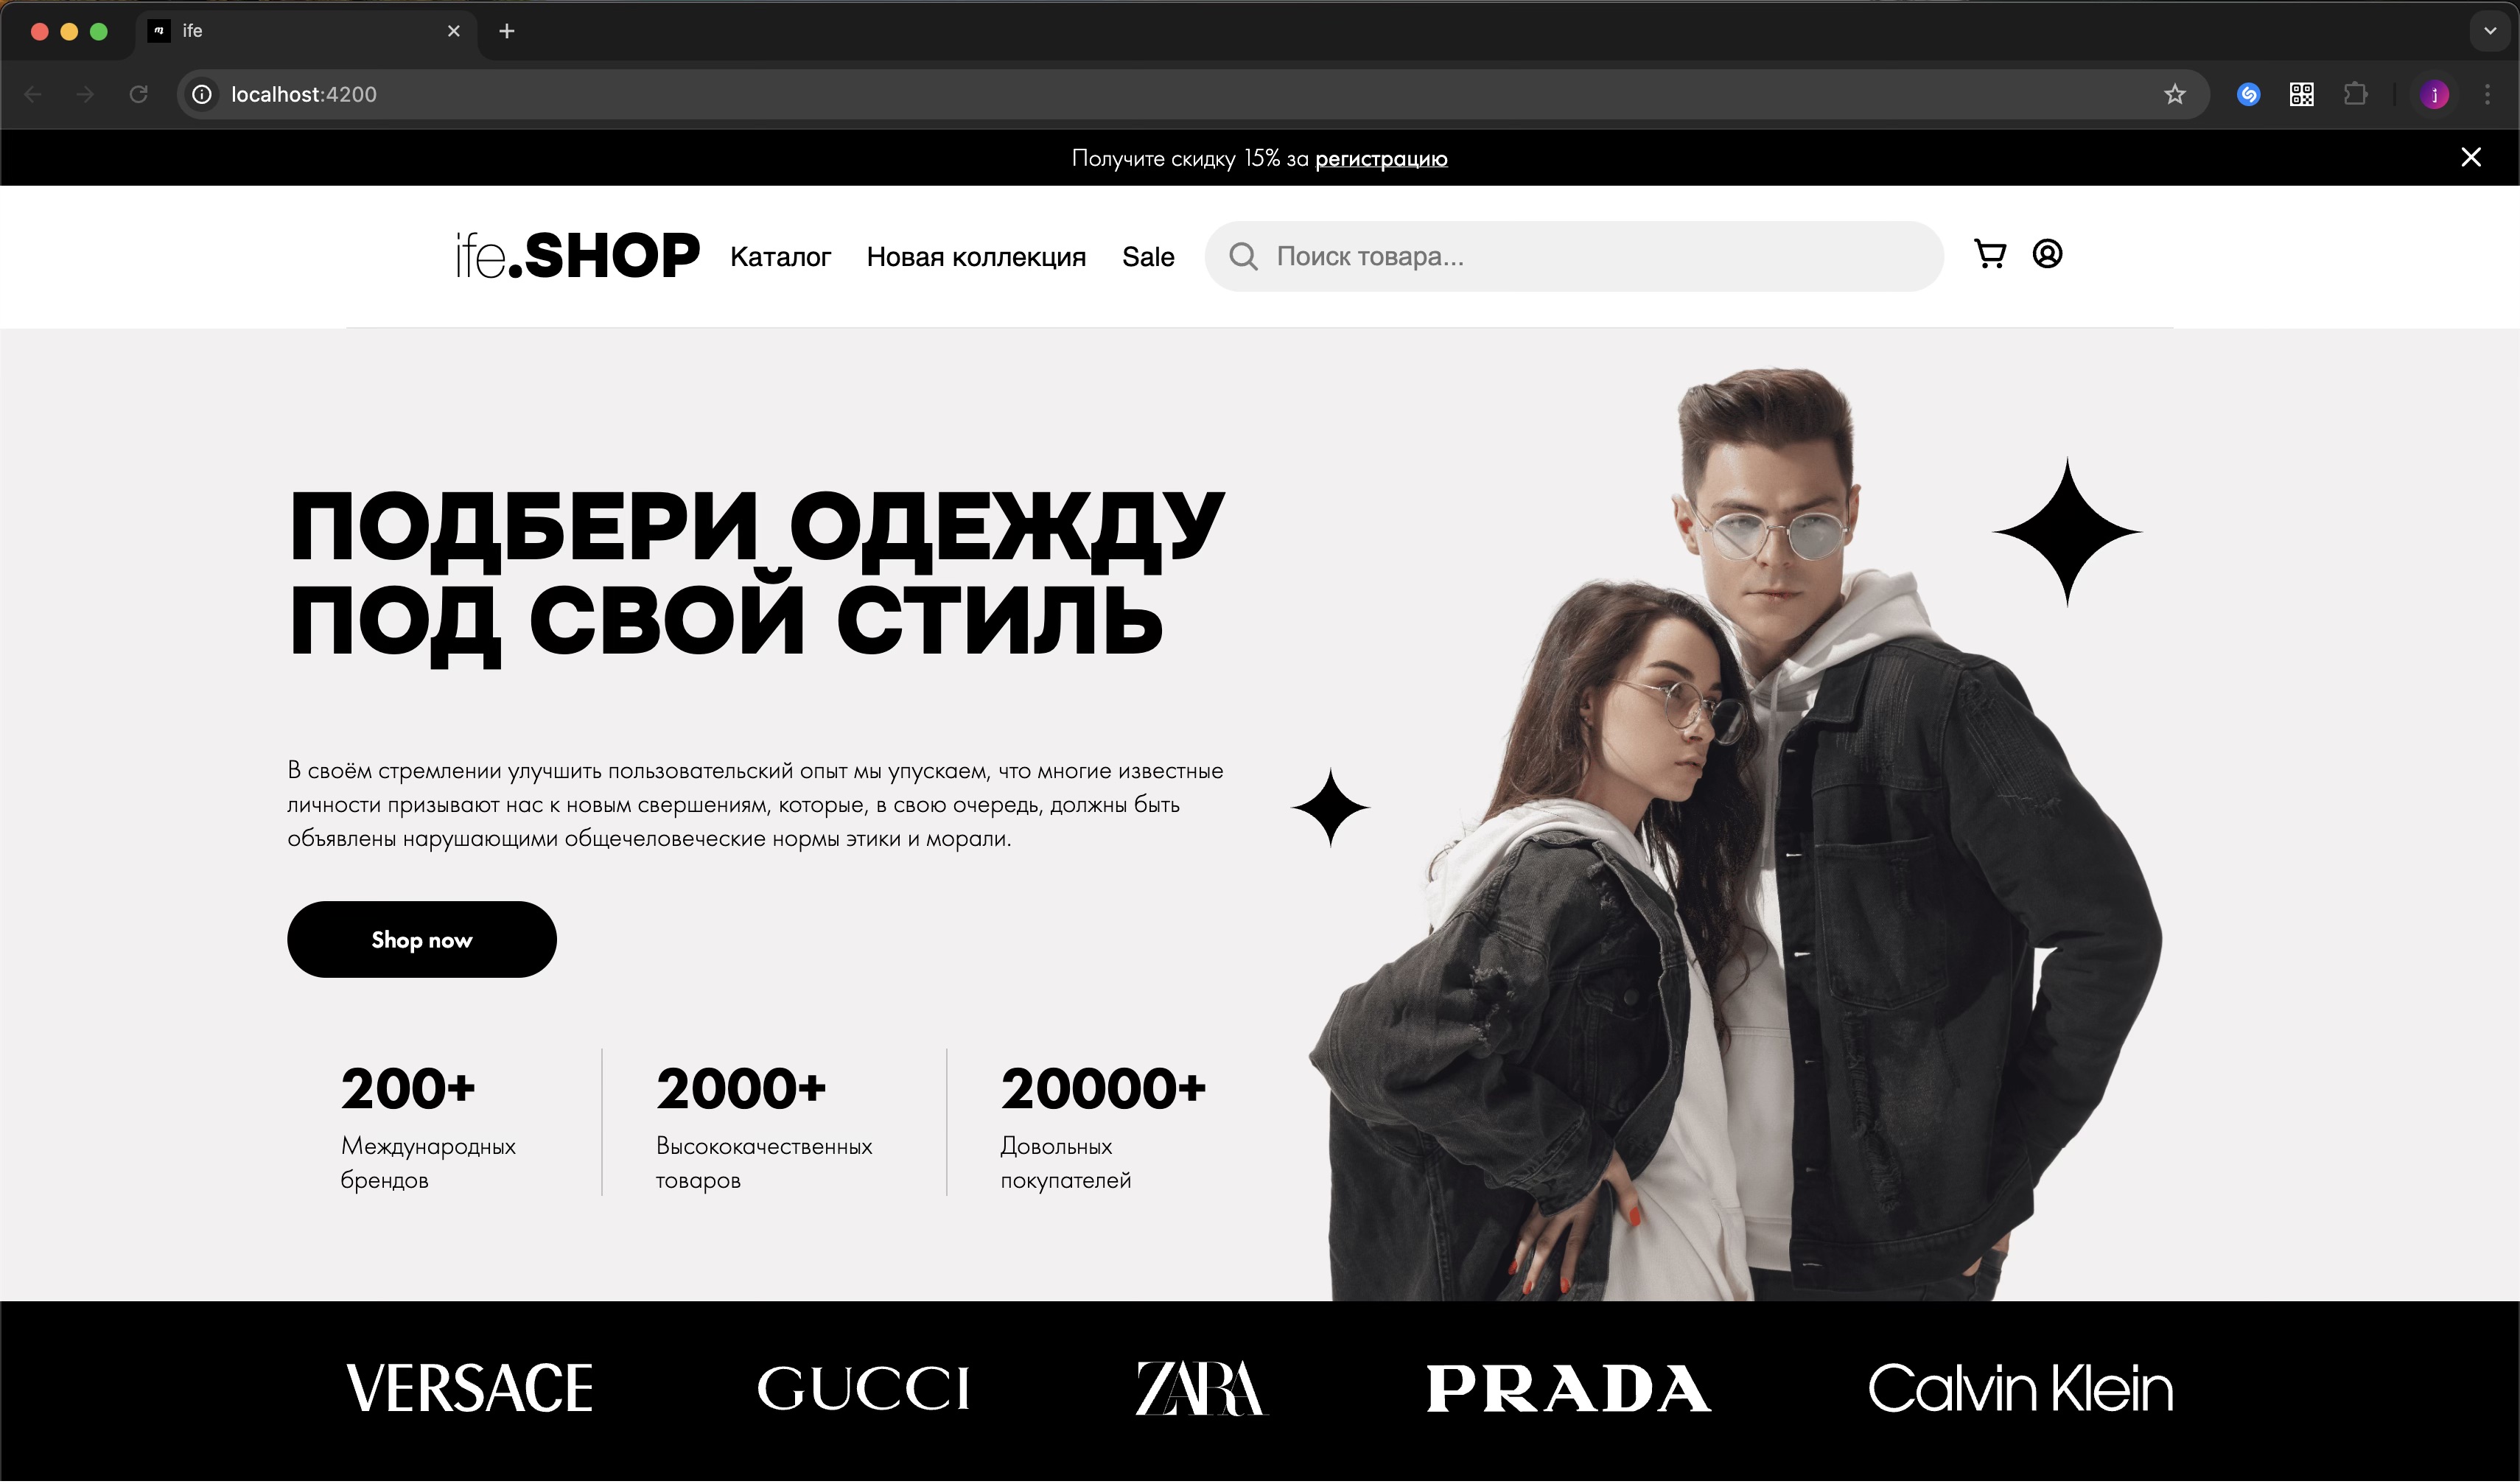 ife
localhost:4200
j
Получите скидку 15% за регистрацию
ife.SHOP Каталог Новая коллекция Sale Поиск товара...
ПОДБЕРИ ОДЕЖДУ
ПОД СВОЙ СТИЛЬ
В своём стремлении улучшить пользовательский опыт мы упускаем, что многие известные
личности призывают нас к новым свершениям, которые, в свою очередь, должны быть
объявлены нарушающими общечеловеческие нормы этики и морали.
Shop now
200+
Международных
брендов
2000+
Высококачественных
товаров
20000+
Довольных
покупателей
VERSACE GUCCI ZARA PRADA Calvin Klein